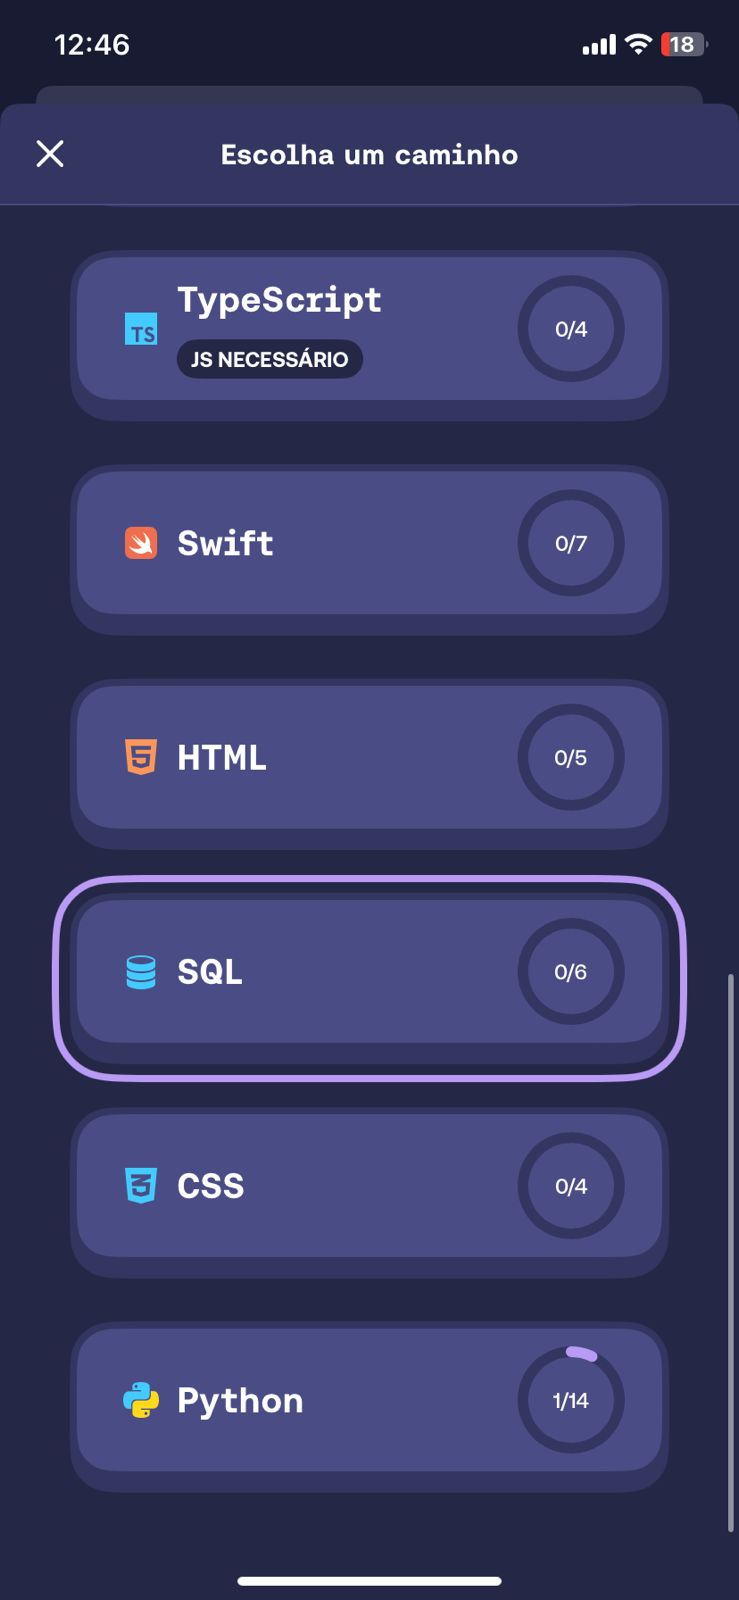 12:46
18
Escolha um caminho
TypeScript
TS
JS NECESSÁRIO
0/4
Swift
0/7
HTML
0/5
SQL
0/6
CSS
0/4
Python
1/14